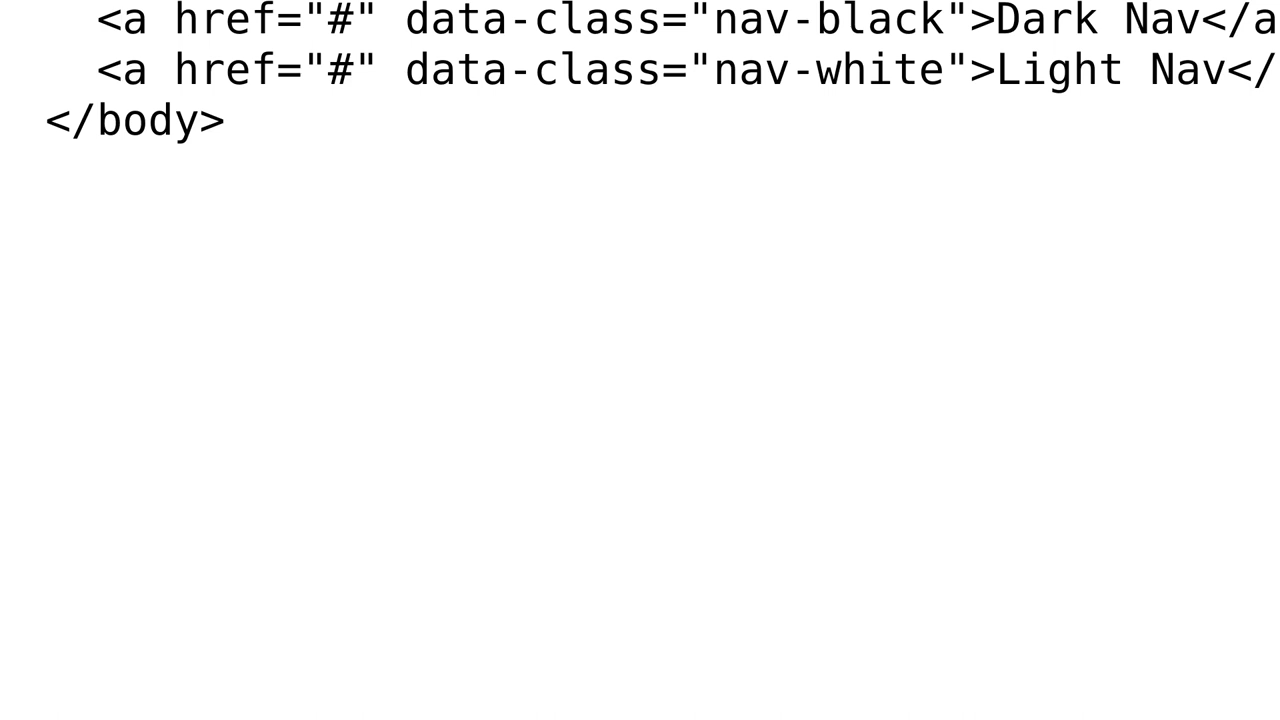 <a href="#" data-class="nav-black">Dark Nav</a
<a href="#" data-class="nav-white">Light Nav</
</body>